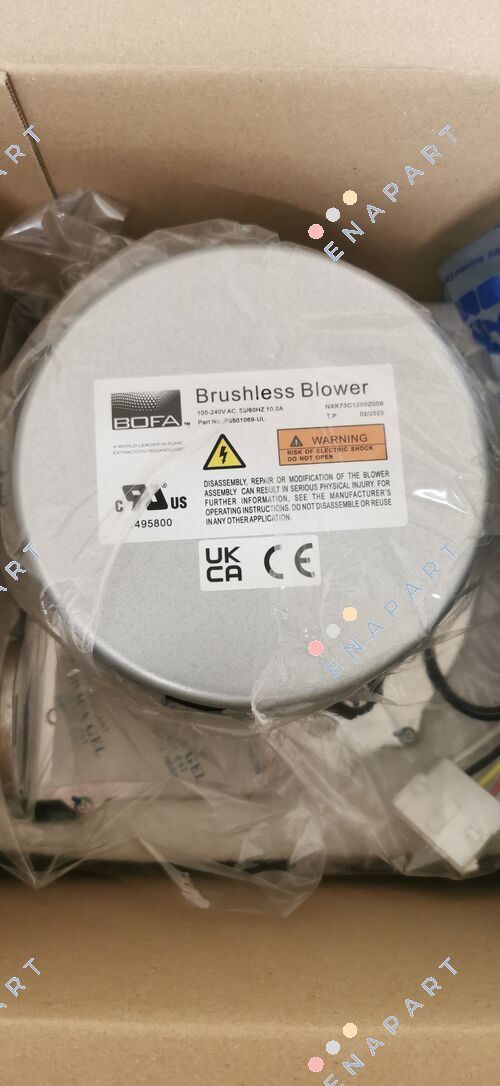 ENAPART
BOFA
A WORLD LEADER IN FUME
EXTRACTION TECHNOLOGY
Brushless Blower
100-240V AC 50/60HZ 10.0A
NXK73C1200Z009
Part No. P0501069-UL
T.P. 02/2023
WARNING
RISK OF ELECTRIC SHOCK
DO NOT OPEN
DISASSEMBLY, REPAIR OR MODIFICATION OF THE BLOWER
ASSEMBLY CAN RESULT IN SERIOUS PHYSICAL INJURY. FOR
FURTHER INFORMATION, SEE THE MANUFACTURER'S
OPERATING INSTRUCTIONS. DO NOT DISASSEMBLE OR REUSE
IN ANY OTHER APPLICATION.
C US
495800
UK
CA CE
ENAPART
GEL
GEL
ENAPART